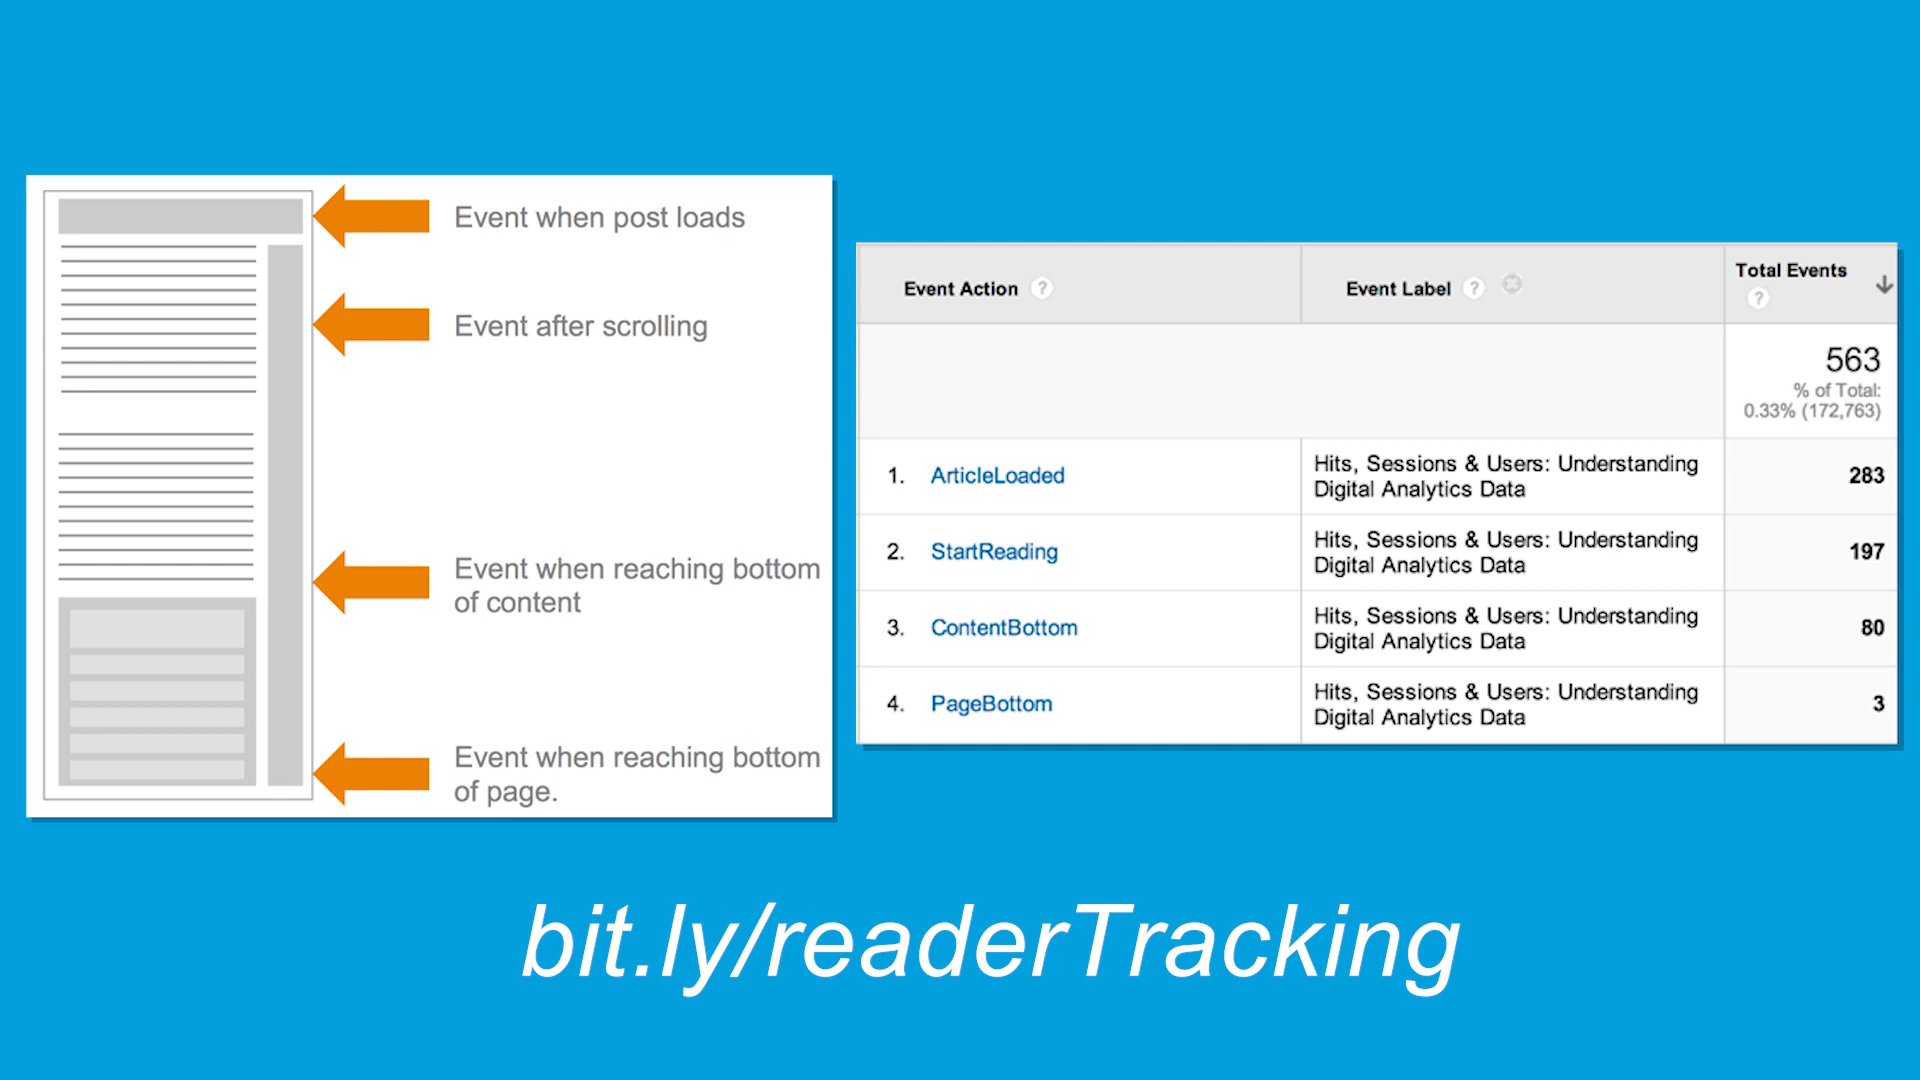 Event when post loads
Event after scrolling
Event when reaching bottom
of content
Event when reaching bottom
of page.
Event Action ?
Event Label ?
Total Events
?
563
% of Total:
0.33% (172,763)
1. ArticleLoaded
Hits, Sessions & Users: Understanding
Digital Analytics Data
283
2. StartReading
Hits, Sessions & Users: Understanding
Digital Analytics Data
197
3. ContentBottom
Hits, Sessions & Users: Understanding
Digital Analytics Data
80
4. PageBottom
Hits, Sessions & Users: Understanding
Digital Analytics Data
3
bit.ly/readerTracking